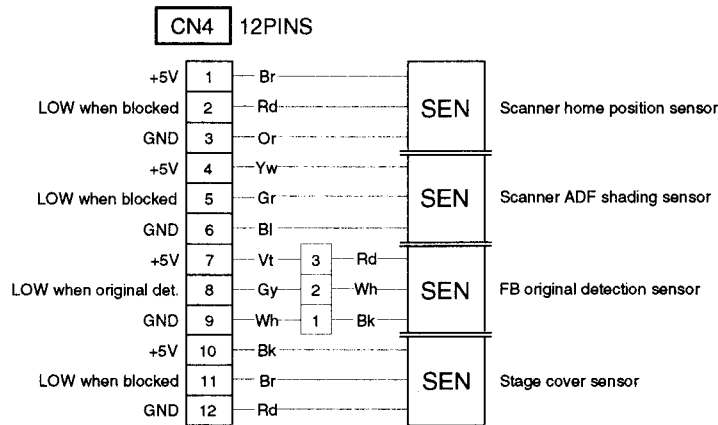 CN4 12PINS
+5V 1 Br
LOW when blocked 2 Rd SEN Scanner home position sensor
GND 3 Or
+5V 4 Yw
LOW when blocked 5 Gr SEN Scanner ADF shading sensor
GND 6 Bl
+5V 7 Vt 3 Rd
LOW when original det. 8 Gy 2 Wh SEN FB original detection sensor
GND 9 Wh 1 Bk
+5V 10 Bk
LOW when blocked 11 Br SEN Stage cover sensor
GND 12 Rd